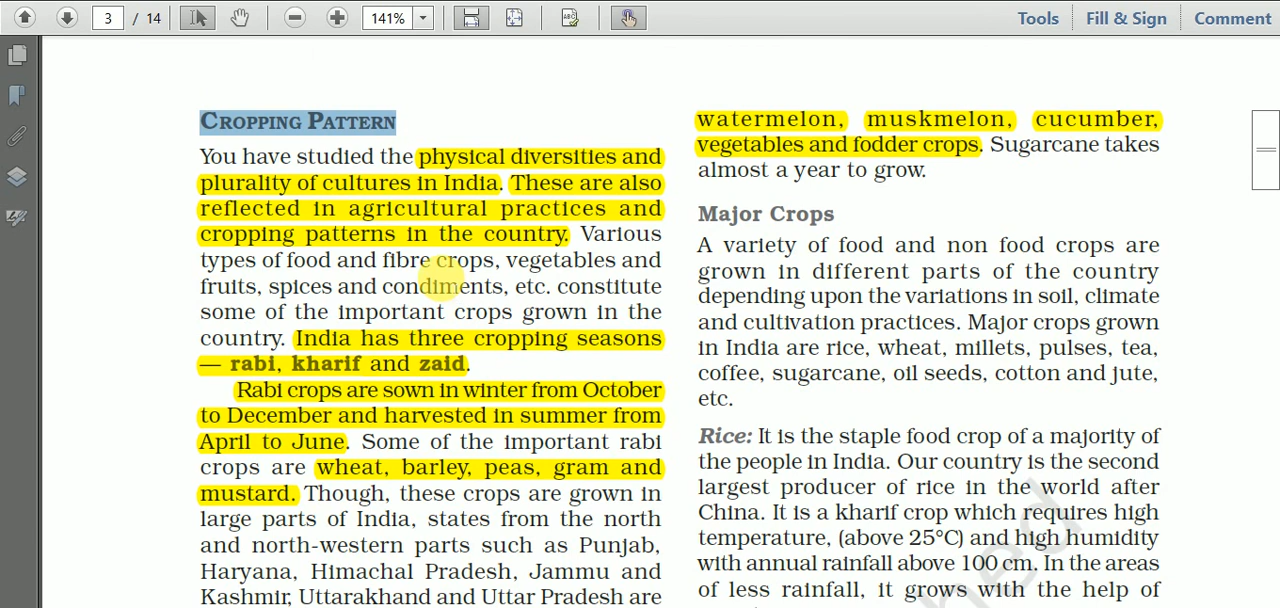 3 / 14
141%
Tools
Fill & Sign
Comment
CROPPING PATTERN
You have studied the physical diversities and
plurality of cultures in India. These are also
reflected in agricultural practices and
cropping patterns in the country. Various
types of food and fibre crops, vegetables and
fruits, spices and condiments, etc. constitute
some of the important crops grown in the
country. India has three cropping seasons
— rabi, kharif and zaid.
Rabi crops are sown in winter from October
to December and harvested in summer from
April to June. Some of the important rabi
crops are wheat, barley, peas, gram and
mustard. Though, these crops are grown in
large parts of India, states from the north
and north-western parts such as Punjab,
Haryana, Himachal Pradesh, Jammu and
Kashmir, Uttarakhand and Uttar Pradesh are
watermelon, muskmelon, cucumber,
vegetables and fodder crops. Sugarcane takes
almost a year to grow.
Major Crops
A variety of food and non food crops are
grown in different parts of the country
depending upon the variations in soil, climate
and cultivation practices. Major crops grown
in India are rice, wheat, millets, pulses, tea,
coffee, sugarcane, oil seeds, cotton and jute,
etc.
Rice: It is the staple food crop of a majority of
the people in India. Our country is the second
largest producer of rice in the world after
China. It is a kharif crop which requires high
temperature, (above 25°C) and high humidity
with annual rainfall above 100 cm. In the areas
of less rainfall, it grows with the help of